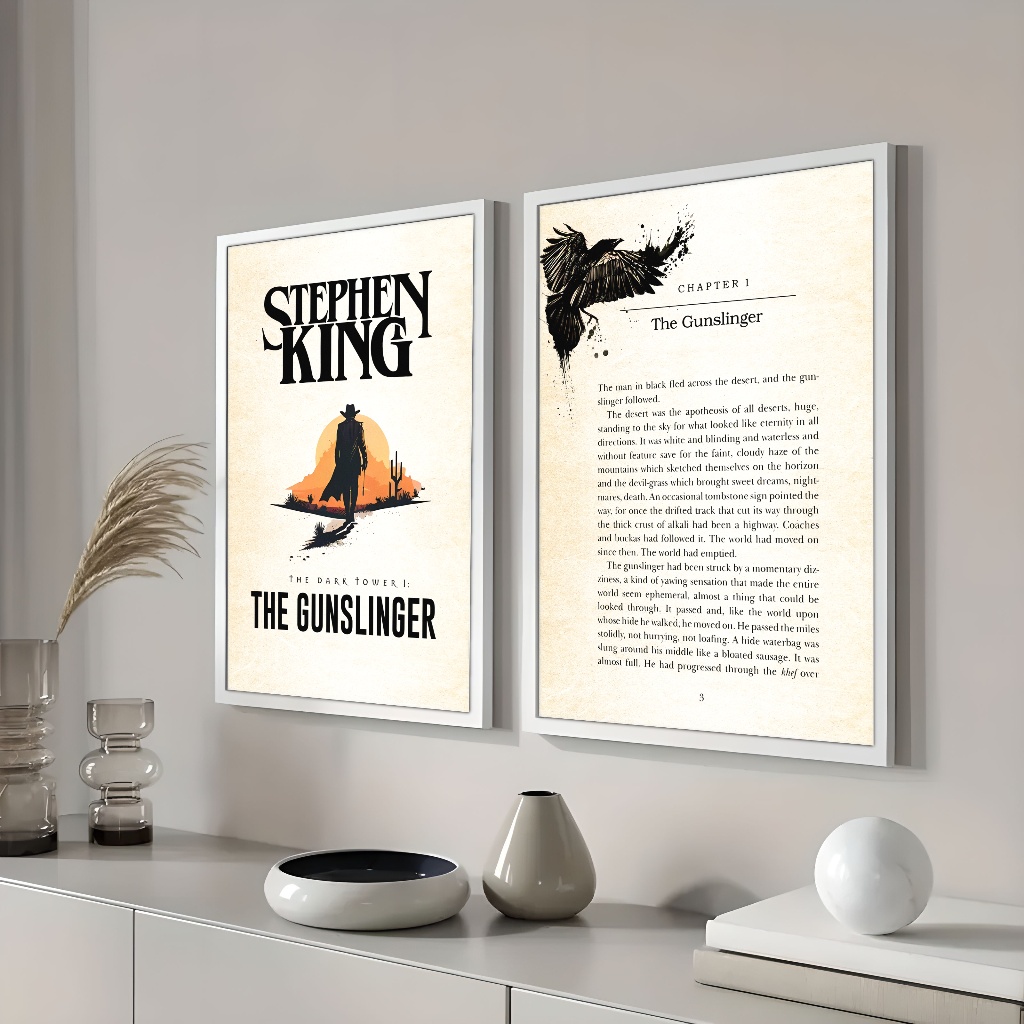 STEPHEN
KING
THE DARK TOWER I:
THE GUNSLINGER
CHAPTER 1
The Gunslinger
The man in black fled across the desert, and the gun-
slinger followed.
The desert was the apotheosis of all deserts, huge,
standing to the sky for what looked like eternity in all
directions. It was white and blinding and waterless and
without feature save for the faint, cloudy haze of the
mountains which sketched themselves on the horizon
and the devil-grass which brought sweet dreams, night-
mares, death. An occasional tombstone sign pointed the
way, for once the drifted track that cut its way through
the thick crust of alkali had been a highway. Coaches
and buckas had followed it. The world had moved on
since then. The world had emptied.
The gunslinger had been struck by a momentary diz-
ziness, a kind of yawing sensation that made the entire
world seem ephemeral, almost a thing that could be
looked through. It passed and, like the world upon
whose hide he walked, he moved on. He passed the miles
stolidly, not hurrying, not loafing. A hide waterbag was
slung around his middle like a bloated sausage. It was
almost full. He had progressed through the khef over
3